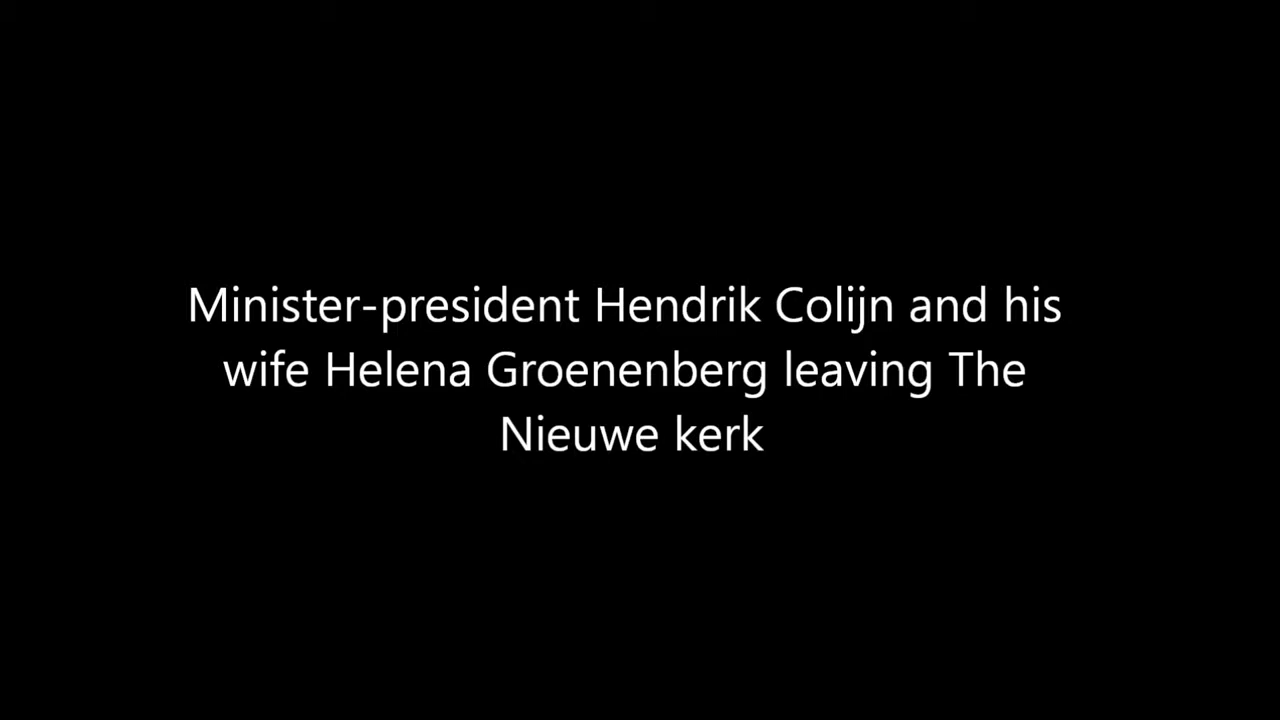 Minister-president Hendrik Colijn and his
wife Helena Groenenberg leaving The
Nieuwe kerk